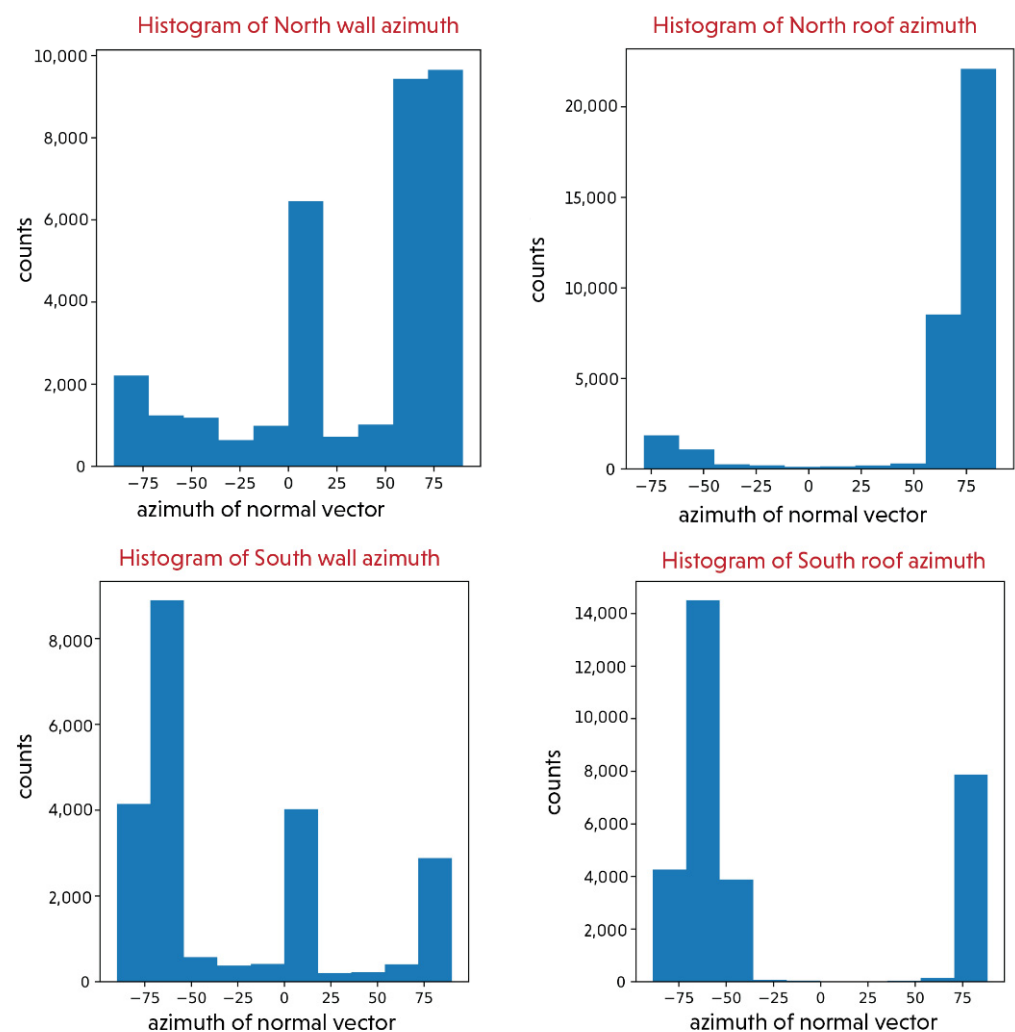 Histogram of North wall azimuth
10,000
8,000
6,000
4,000
2,000
0
counts
−75 −50 −25 0 25 50 75
azimuth of normal vector
Histogram of North roof azimuth
20,000
15,000
10,000
5,000
0
counts
−75 −50 −25 0 25 50 75
azimuth of normal vector
Histogram of South wall azimuth
8,000
6,000
4,000
2,000
0
counts
−75 −50 −25 0 25 50 75
azimuth of normal vector
Histogram of South roof azimuth
14,000
12,000
10,000
8,000
6,000
4,000
2,000
0
counts
−75 −50 −25 0 25 50 75
azimuth of normal vector